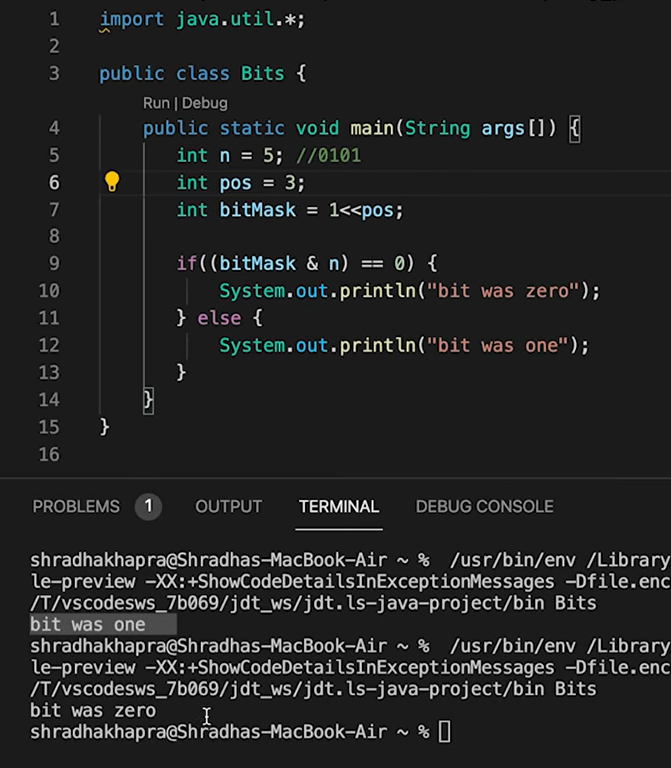 1 import java.util.*;
2
3 public class Bits {
Run | Debug
4 public static void main(String args[]) {
5 int n = 5; //0101
6 int pos = 3;
7 int bitMask = 1<<pos;
8
9 if((bitMask & n) == 0) {
10 System.out.println("bit was zero");
11 } else {
12 System.out.println("bit was one");
13 }
14 }
15 }
16
PROBLEMS 1 OUTPUT TERMINAL DEBUG CONSOLE
shradhakhapra@Shradhas-MacBook-Air ~ % /usr/bin/env /Library
le-preview -XX:+ShowCodeDetailsInExceptionMessages -Dfile.enc
/T/vscodesws_7b069/jdt_ws/jdt.ls-java-project/bin Bits
bit was one
shradhakhapra@Shradhas-MacBook-Air ~ % /usr/bin/env /Library
le-preview -XX:+ShowCodeDetailsInExceptionMessages -Dfile.enc
/T/vscodesws_7b069/jdt_ws/jdt.ls-java-project/bin Bits
bit was zero
shradhakhapra@Shradhas-MacBook-Air ~ %